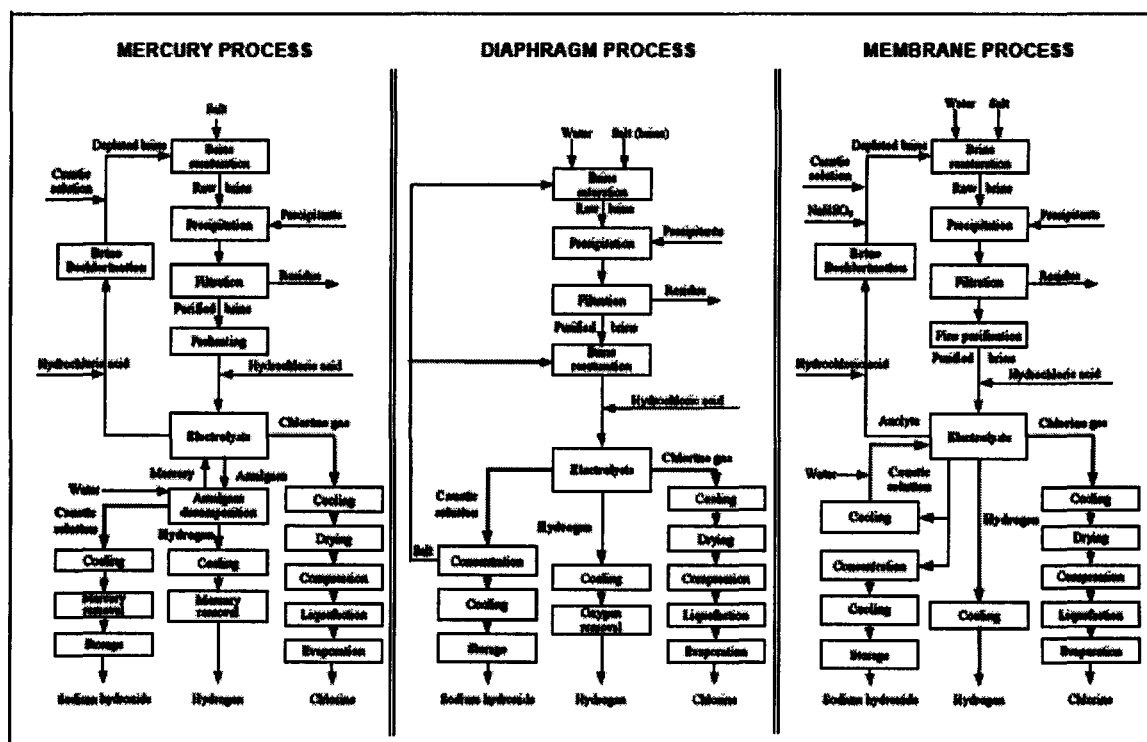 MERCURY PROCESS
Salt
Depleted brine
Brine
resaturation
Caustic
solution
Raw brine
Precipitation
Precipitants
Brine
Dechlorination
Filtration
Residue
Purified brine
Preheating
Hydrochloric acid
Hydrochloric acid
Electrolysis
Chlorine gas
Mercury
Amalgam
Water
Amalgam
decomposition
Caustic
solution
Hydrogen
Cooling
Cooling
Cooling
Drying
Mercury
removal
Mercury
removal
Compression
Storage
Liquefaction
Evaporation
Sodium hydroxide
Hydrogen
Chlorine
DIAPHRAGM PROCESS
Water
Salt (brine)
Brine
saturation
Raw brine
Precipitation
Precipitants
Filtration
Residue
Purified brine
Brine
resaturation
Hydrochloric acid
Electrolysis
Chlorine gas
Caustic
solution
Hydrogen
Salt
Concentration
Cooling
Cooling
Drying
Cooling
Oxygen
removal
Compression
Storage
Liquefaction
Evaporation
Sodium hydroxide
Hydrogen
Chlorine
MEMBRANE PROCESS
Water
Salt
Depleted brine
Brine
resaturation
Caustic
solution
Raw brine
NaHSO3
Precipitation
Precipitants
Brine
Dechlorination
Filtration
Residue
Fine purification
Purified brine
Hydrochloric acid
Hydrochloric acid
Anolyte
Electrolysis
Chlorine gas
Water
Caustic
solution
Cooling
Hydrogen
Cooling
Drying
Concentration
Compression
Cooling
Cooling
Liquefaction
Storage
Evaporation
Sodium hydroxide
Hydrogen
Chlorine